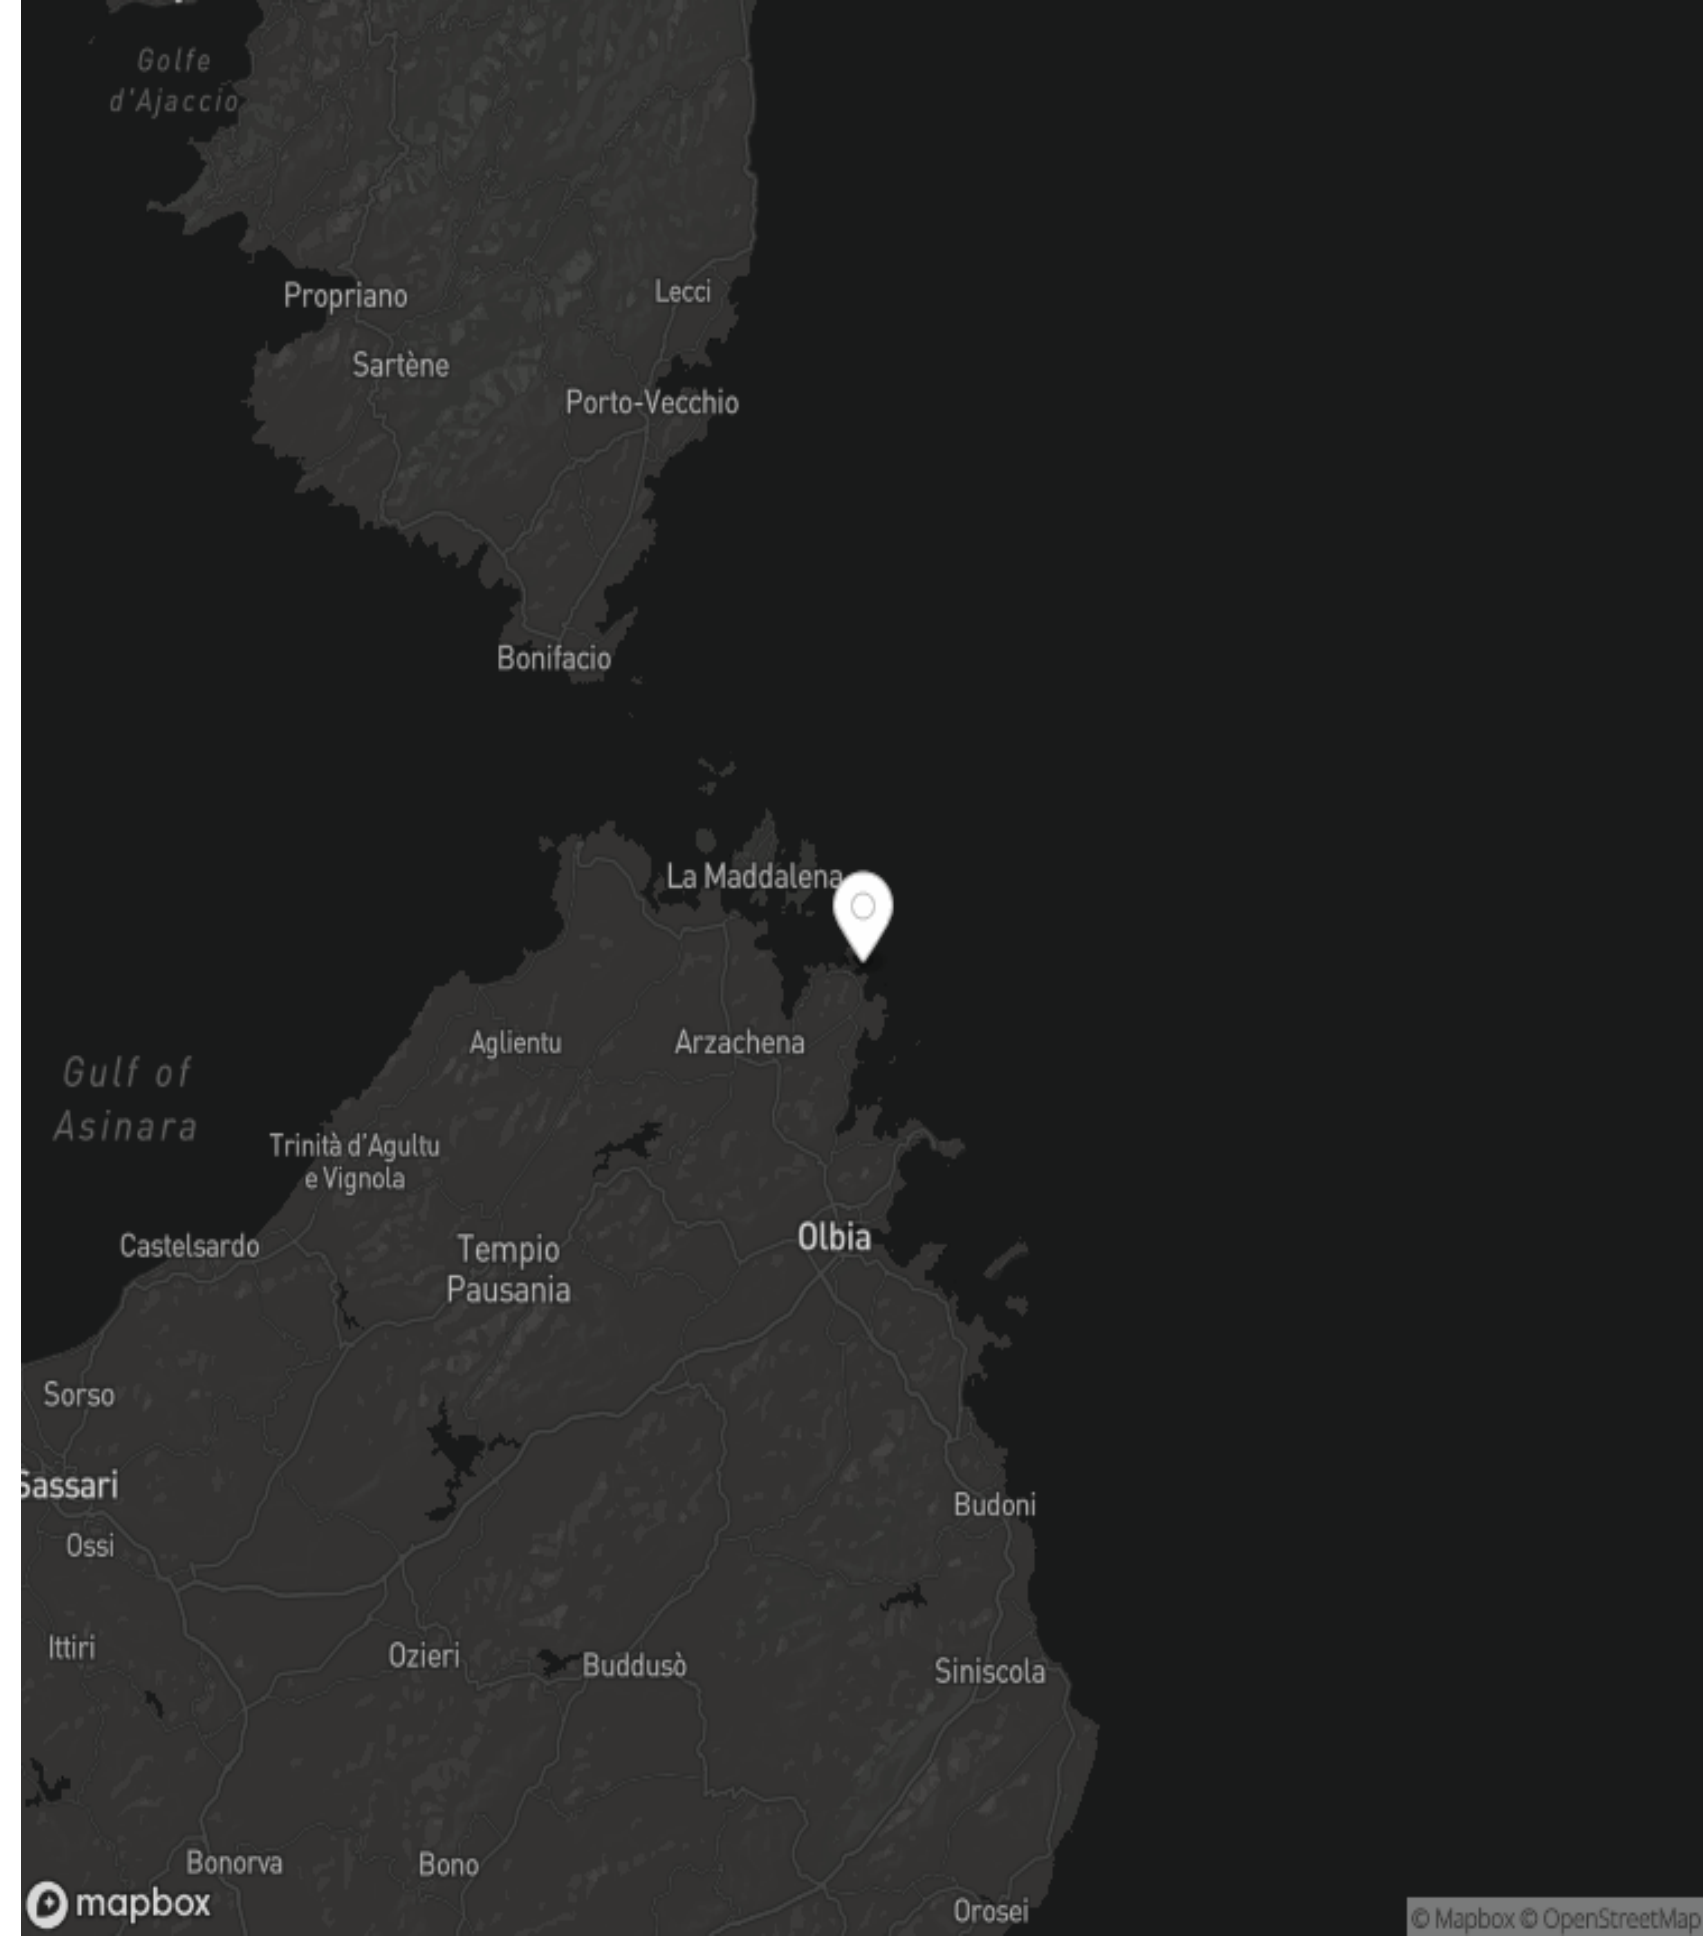 Golfe
d'Ajaccio
Propriano
Lecci
Sartène
Porto-Vecchio
Bonifacio
La Maddalena
Aglientu
Arzachena
Gulf of
Asinara
Trinità d'Agultu
e Vignola
Castelsardo
Tempio
Pausania
Olbia
Sorso
Sassari
Budoni
Ossi
Ittiri
Ozieri
Buddusò
Siniscola
Bonorva
Bono
mapbox
Orosei
© Mapbox © OpenStreetMap